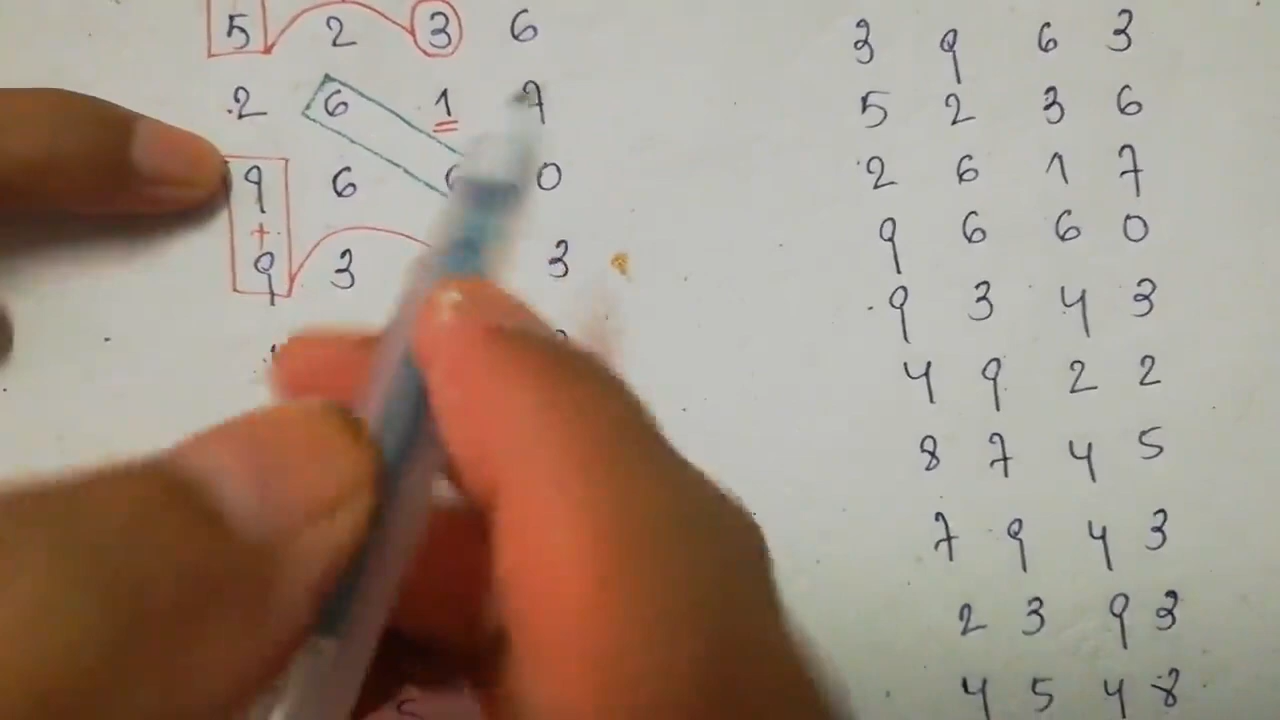 5 2 3 6
2 6 1 7
9 6 0
+
9 3 3
3 9 6 3
5 2 3 6
2 6 1 7
9 6 6 0
9 3 4 3
4 9 2 2
8 7 4 5
7 9 4 3
2 3 9 3
4 5 4 8